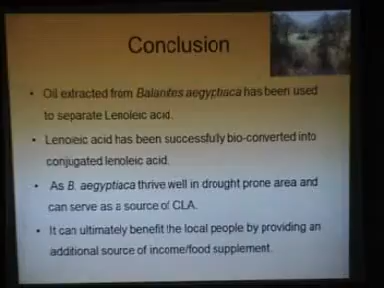 Conclusion
• Oil extracted from Balanites aegyptiaca has been used
to separate Lenoleic acid.
• Lenoleic acid has been successfully bio-converted into
conjugated lenoleic acid.
• As B. aegyptiaca thrive well in drought prone area and
can serve as a source of CLA.
• It can ultimately benefit the local people by providing an
additional source of income/food supplement.